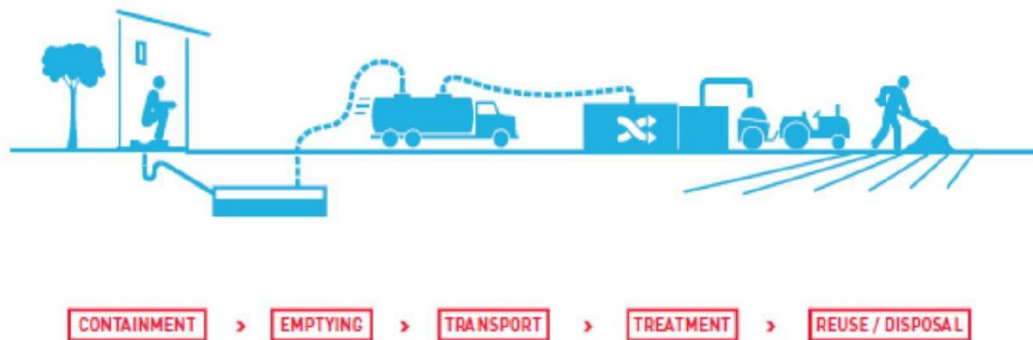 CONTAINMENT > EMPTYING > TRANSPORT > TREATMENT > REUSE / DISPOSAL